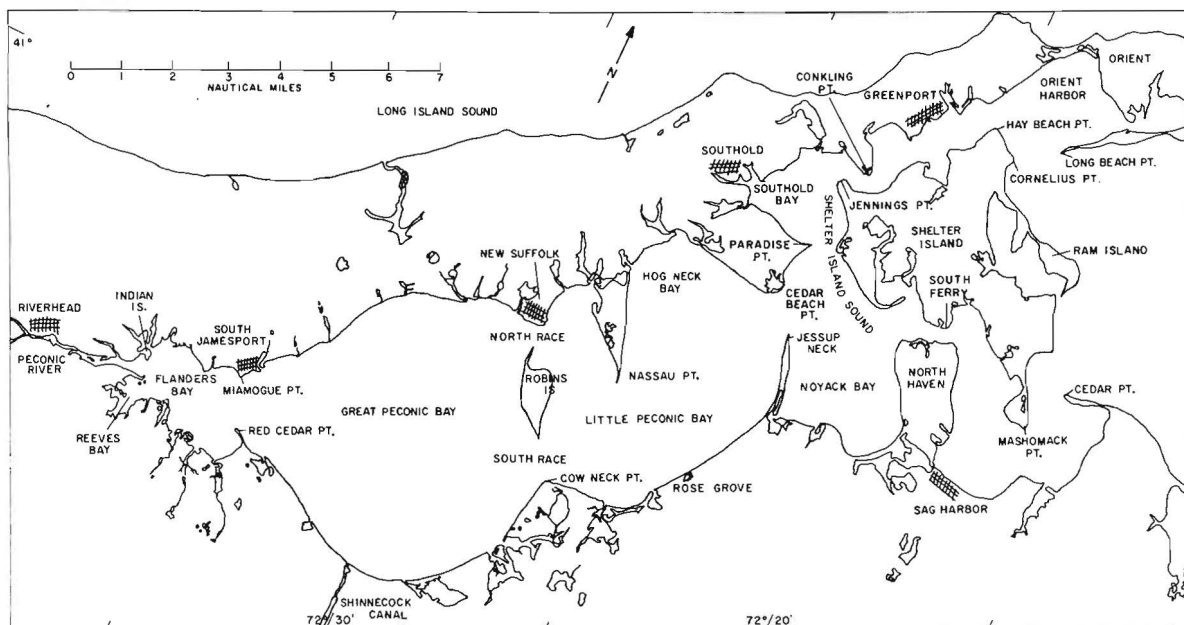 41°
0 1 2 3 4 5 6 7
NAUTICAL MILES
N
LONG ISLAND SOUND
CONKLING
PT.
GREENPORT
ORIENT
ORIENT
HARBOR
HAY BEACH PT.
LONG BEACH PT.
CORNELIUS PT.
SOUTHOLD
SOUTHOLD
BAY
JENNINGS PT.
SHELTER
ISLAND
SHELTER ISLAND SOUND
PARADISE
PT.
RAM ISLAND
SOUTH
FERRY
NEW SUFFOLK
HOG NECK
BAY
CEDAR
BEACH
PT.
INDIAN
IS.
RIVERHEAD
SOUTH
JAMESPORT
NORTH RACE
JESSUP
NECK
PECONIC
RIVER
FLANDERS
BAY
MIAMOGUE PT.
ROBINS
IS
NASSAU PT.
NOYACK BAY
NORTH
HAVEN
CEDAR PT.
REEVES
BAY
RED CEDAR PT.
GREAT PECONIC BAY
LITTLE PECONIC BAY
MASHOMACK
PT.
SOUTH RACE
COW NECK PT.
ROSE GROVE
SAG HARBOR
SHINNECOCK
CANAL
72°/30'
72°/20'